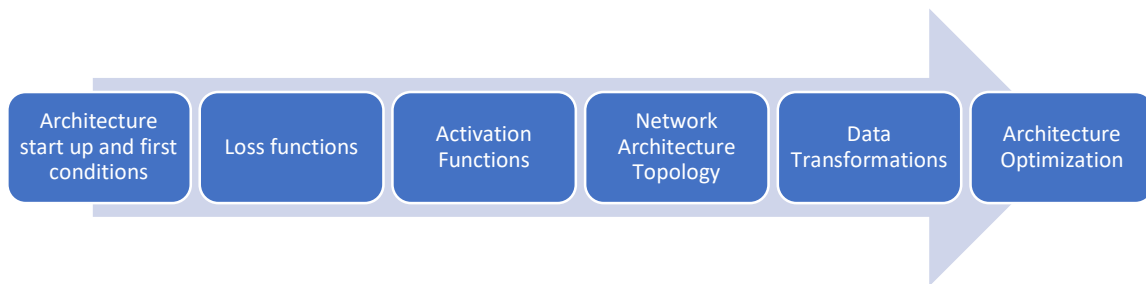 Architecture
start up and first
conditions
Loss functions
Activation
Functions
Network
Architecture
Topology
Data
Transformations
Architecture
Optimization